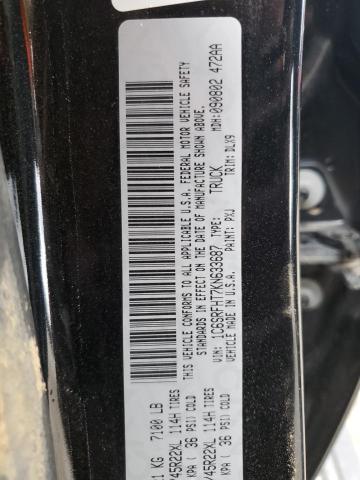 1 KG 7100 LB
/45R22XL 114H TIRES
KPA ( 36 PSI) COLD
/45R22XL 114H TIRES
KPA ( 36 PSI) COLD
THIS VEHICLE CONFORMS TO ALL APPLICABLE U.S.A. FEDERAL MOTOR VEHICLE SAFETY
STANDARDS IN EFFECT ON THE DATE OF MANUFACTURE SHOWN ABOVE.
VIN: 1C6SRFHT7KN633687 TYPE: TRUCK MDH: 090802 472AA
VEHICLE MADE IN U.S.A. PAINT: PXJ TRIM: DLX9